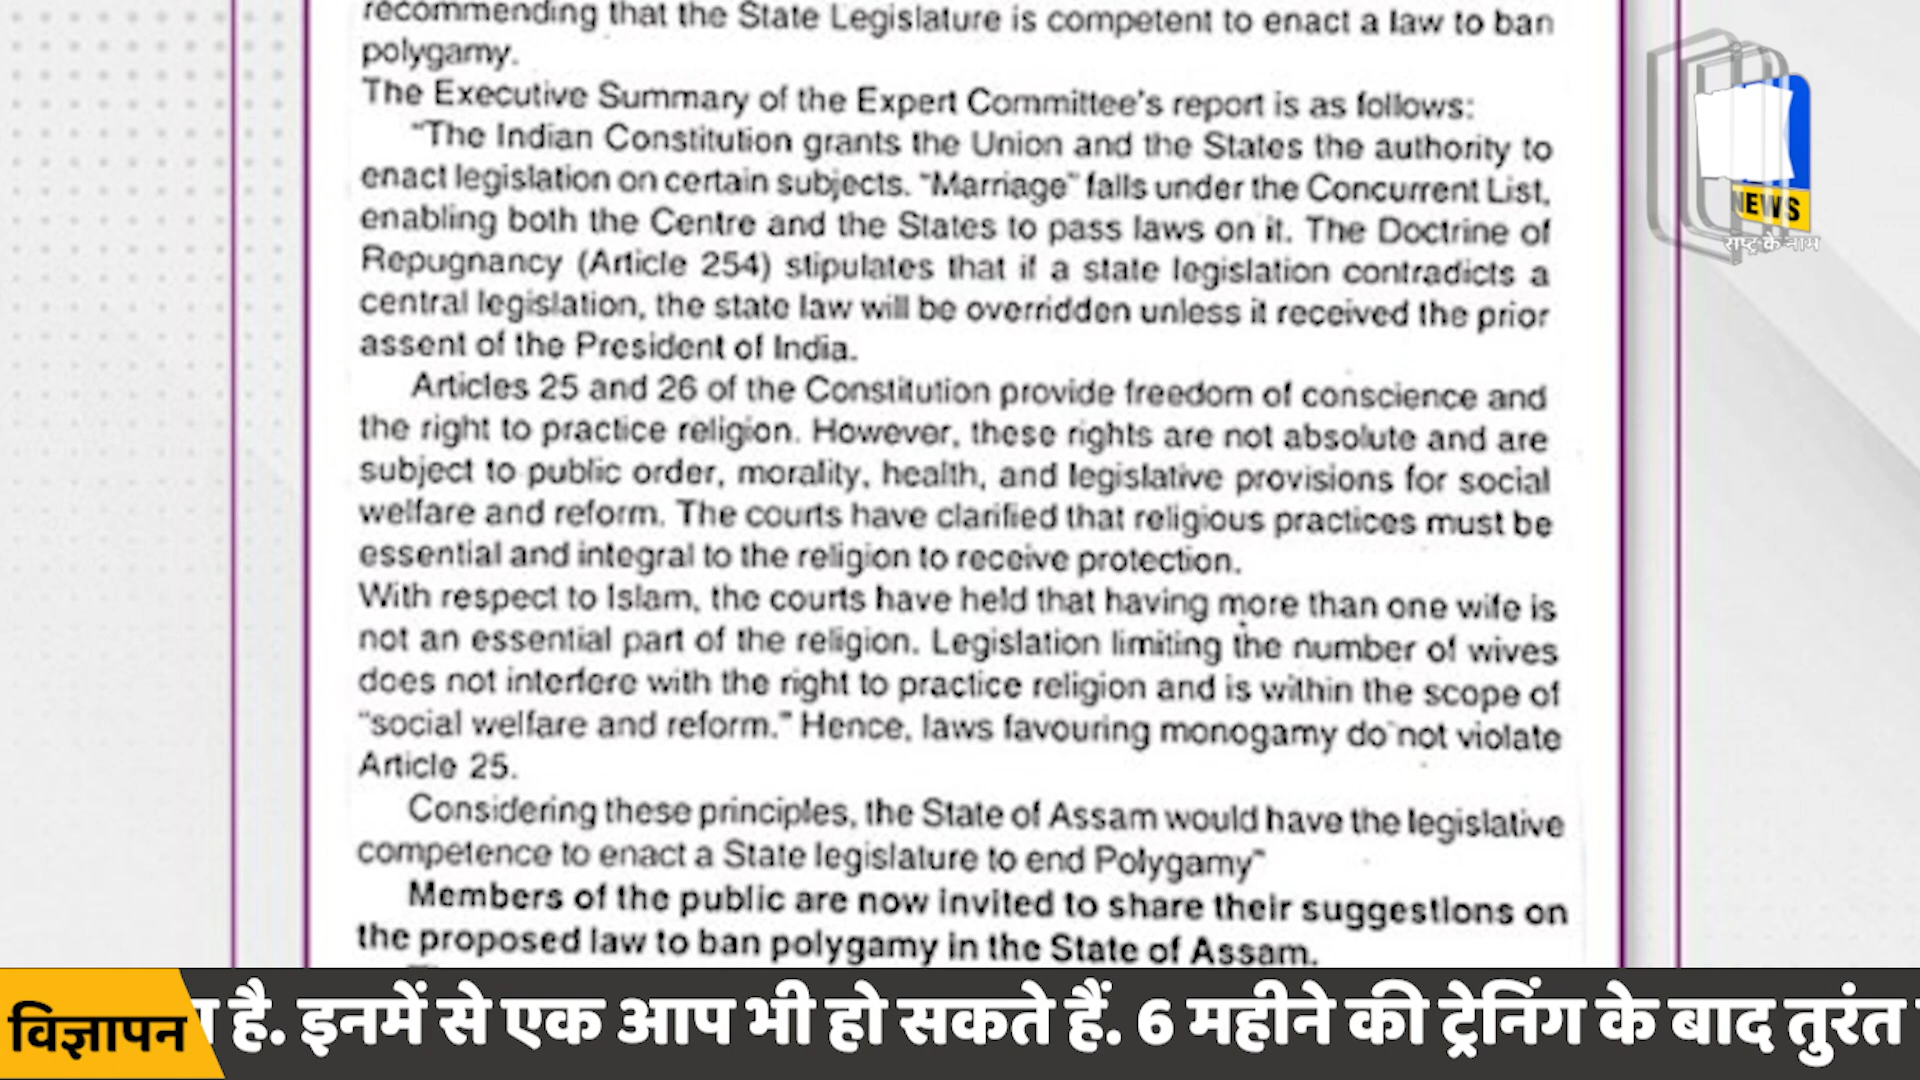 recommending that the State Legislature is competent to enact a law to ban
polygamy.
The Executive Summary of the Expert Committee's report is as follows:
"The Indian Constitution grants the Union and the States the authority to
enact legislation on certain subjects. "Marriage" falls under the Concurrent List,
enabling both the Centre and the States to pass laws on it. The Doctrine of
Repugnancy (Article 254) stipulates that if a state legislation contradicts a
central legislation, the state law will be overridden unless it received the prior
assent of the President of India.
Articles 25 and 26 of the Constitution provide freedom of conscience and
the right to practice religion. However, these rights are not absolute and are
subject to public order, morality, health, and legislative provisions for social
welfare and reform. The courts have clarified that religious practices must be
essential and integral to the religion to receive protection.
With respect to Islam, the courts have held that having more than one wife is
not an essential part of the religion. Legislation limiting the number of wives
does not interfere with the right to practice religion and is within the scope of
"social welfare and reform." Hence, laws favouring monogamy do not violate
Article 25.
Considering these principles, the State of Assam would have the legislative
competence to enact a State legislature to end Polygamy"
Members of the public are now invited to share their suggestions on
the proposed law to ban polygamy in the State of Assam.
NEWS
राष्ट्र के नाम
विज्ञापन
है. इनमें से एक आप भी हो सकते हैं. 6 महीने की ट्रेनिंग के बाद तुरंत